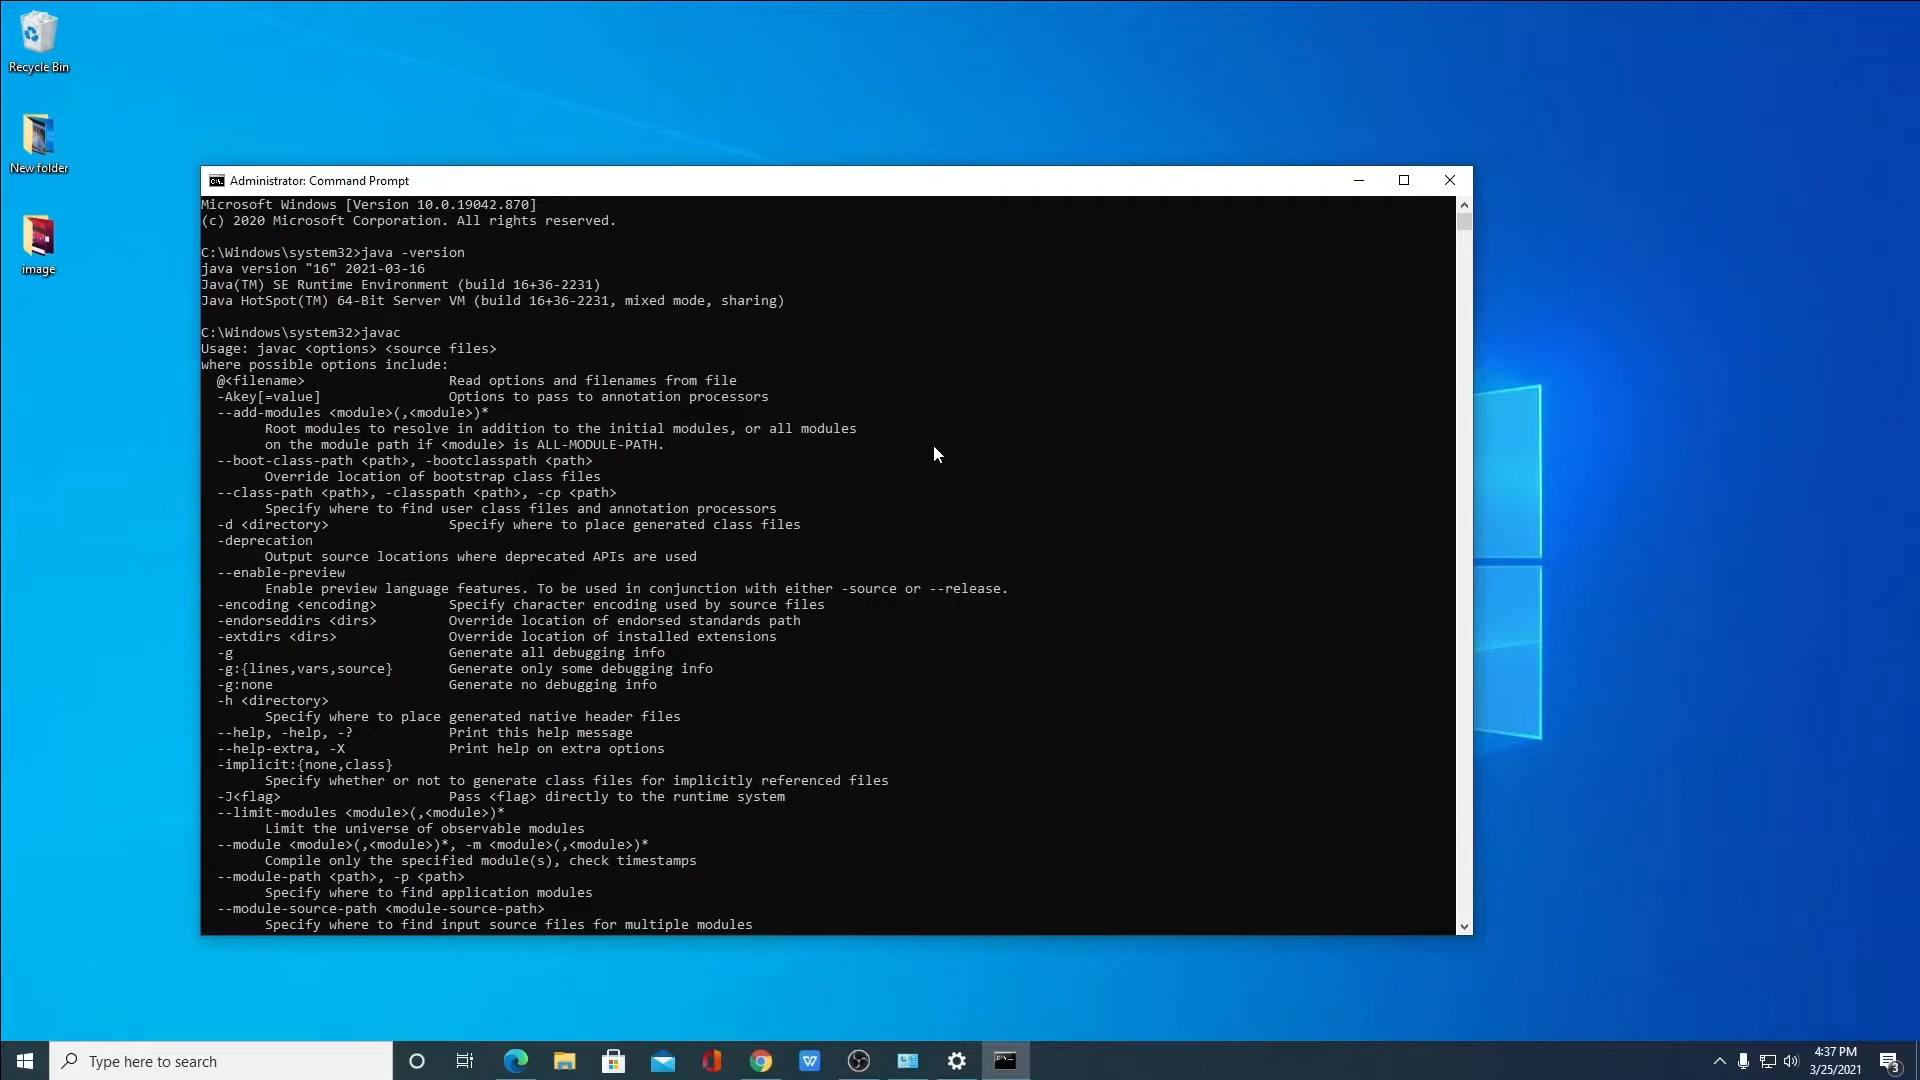 Recycle Bin
New folder
image
Administrator: Command Prompt
Microsoft Windows [Version 10.0.19042.870]
(c) 2020 Microsoft Corporation. All rights reserved.
C:\Windows\system32>java -version
java version "16" 2021-03-16
Java(TM) SE Runtime Environment (build 16+36-2231)
Java HotSpot(TM) 64-Bit Server VM (build 16+36-2231, mixed mode, sharing)
C:\Windows\system32>javac
Usage: javac <options> <source files>
where possible options include:
@<filename> Read options and filenames from file
-Akey[=value] Options to pass to annotation processors
--add-modules <module>(,<module>)*
Root modules to resolve in addition to the initial modules, or all modules
on the module path if <module> is ALL-MODULE-PATH.
--boot-class-path <path>, -bootclasspath <path>
Override location of bootstrap class files
--class-path <path>, -classpath <path>, -cp <path>
Specify where to find user class files and annotation processors
-d <directory> Specify where to place generated class files
-deprecation
Output source locations where deprecated APIs are used
--enable-preview
Enable preview language features. To be used in conjunction with either -source or --release.
-encoding <encoding> Specify character encoding used by source files
-endorseddirs <dirs> Override location of endorsed standards path
-extdirs <dirs> Override location of installed extensions
-g Generate all debugging info
-g:{lines,vars,source} Generate only some debugging info
-g:none Generate no debugging info
-h <directory>
Specify where to place generated native header files
--help, -help, -? Print this help message
--help-extra, -X Print help on extra options
-implicit:{none,class}
Specify whether or not to generate class files for implicitly referenced files
-J<flag> Pass <flag> directly to the runtime system
--limit-modules <module>(,<module>)*
Limit the universe of observable modules
--module <module>(,<module>)*, -m <module>(,<module>)*
Compile only the specified module(s), check timestamps
--module-path <path>, -p <path>
Specify where to find application modules
--module-source-path <module-source-path>
Specify where to find input source files for multiple modules
Type here to search
4:37 PM
3/25/2021
3